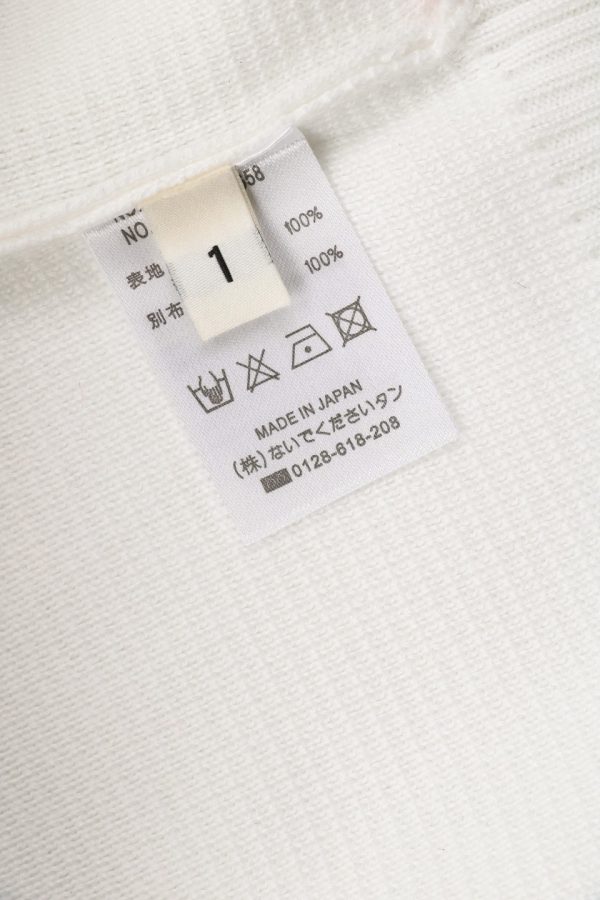 658
NO
1
表地 100%
別布 100%
MADE IN JAPAN
(株)ないでくださいタン
0128-618-208